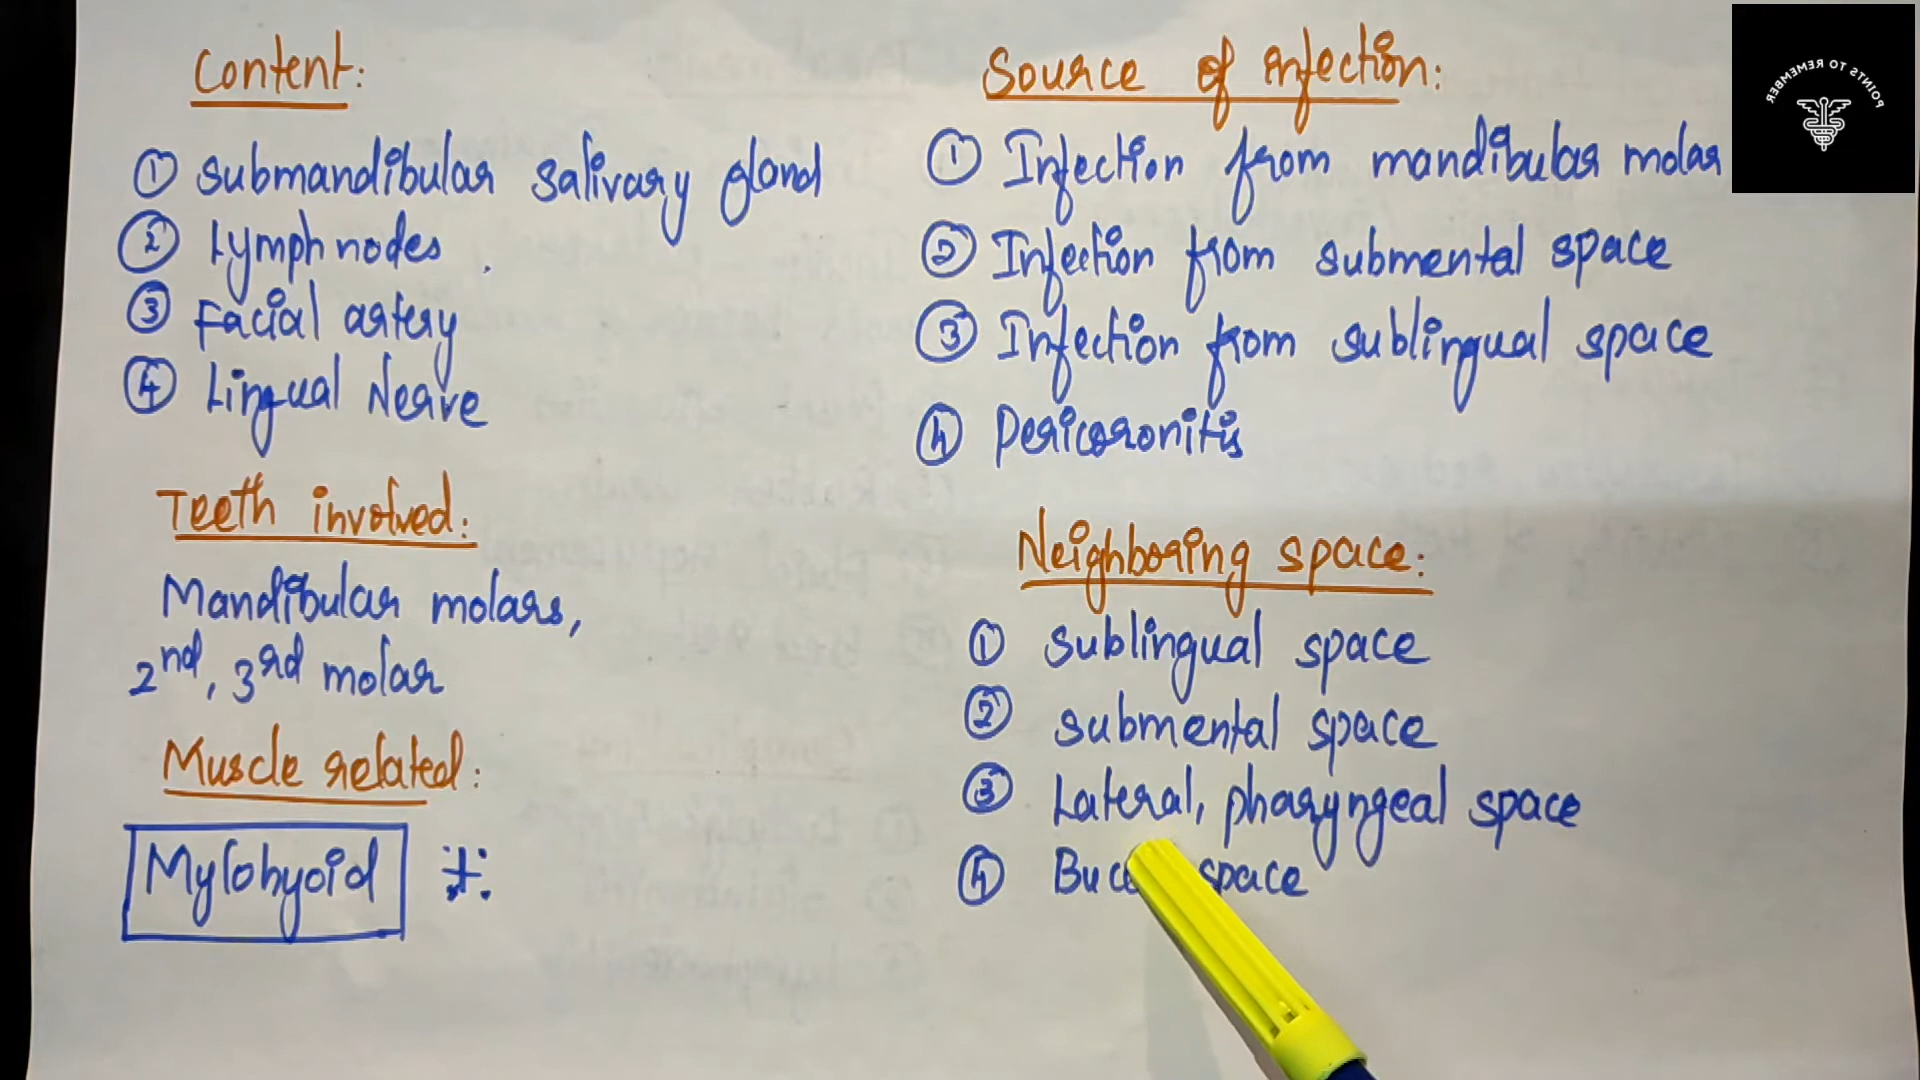 Content:
① Submandibular salivary gland
② Lymph nodes
③ Facial artery
④ Lingual Nerve
Teeth involved:
Mandibular molars,
2nd, 3rd molar
Muscle related:
Mylohyoid
Source of infection:
① Infection from mandibular molar
② Infection from submental space
③ Infection from sublingual space
④ Pericoronitis
Neighboring space:
① sublingual space
② submental space
③ Lateral, pharyngeal space
④ space
POINTS TO REMEMBER